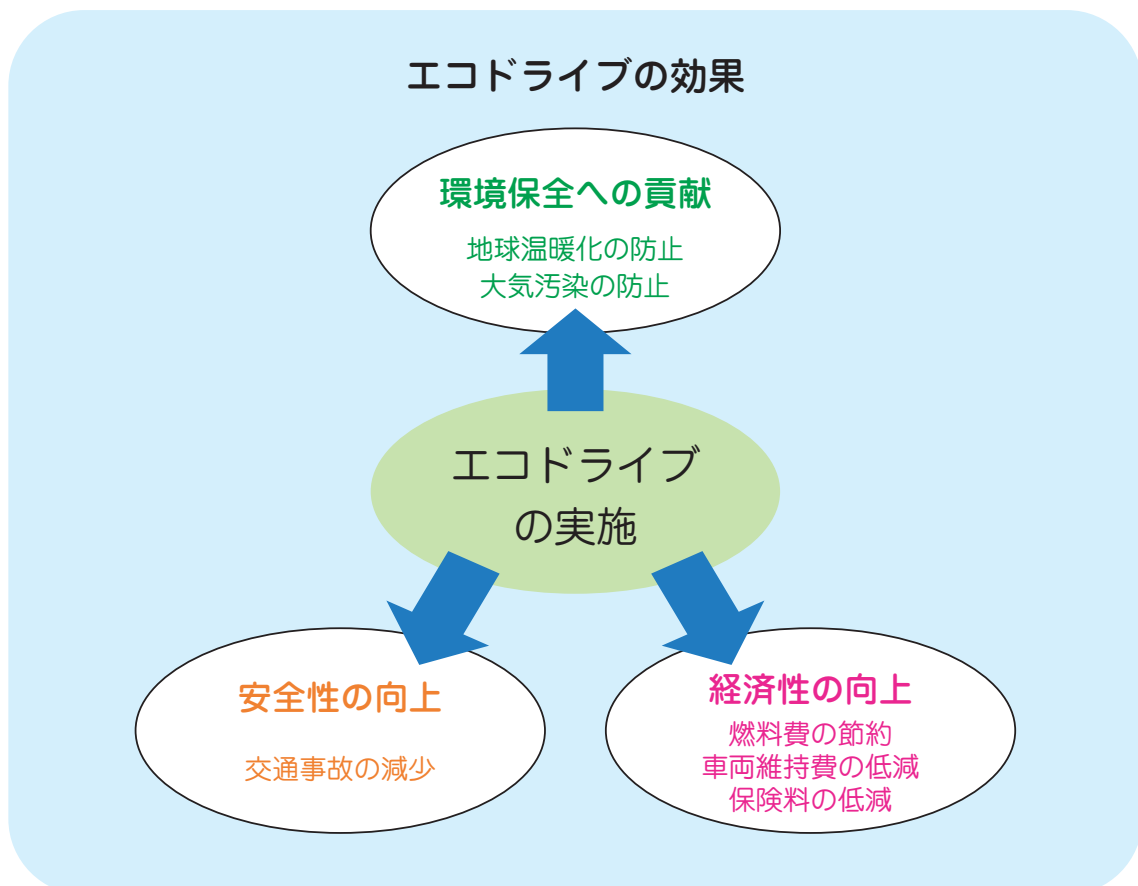 エコドライブの効果
環境保全への貢献
地球温暖化の防止
大気汚染の防止
エコドライブ
の実施
安全性の向上
交通事故の減少
経済性の向上
燃料費の節約
車両維持費の低減
保険料の低減